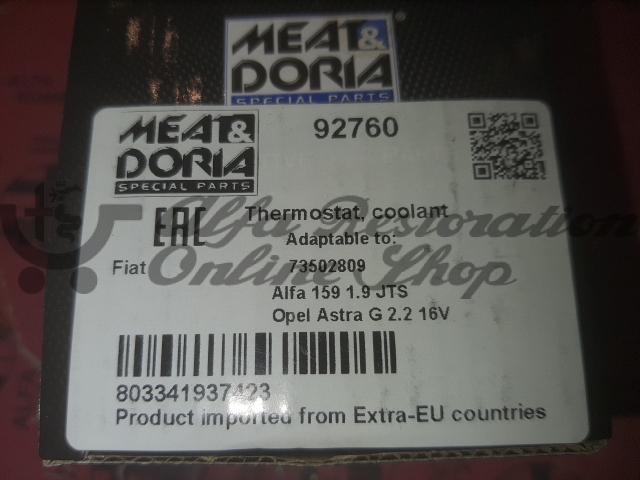 MEAT&
DORIA
SPECIAL PARTS
MEAT&
DORIA
SPECIAL PARTS
92760
EAC
Thermostat, coolant
Adaptable to:
Fiat 73502809
Alfa 159 1.9 JTS
Opel Astra G 2.2 16V
Alfa Restoration
Online Shop
803341937423
Product imported from Extra-EU countries